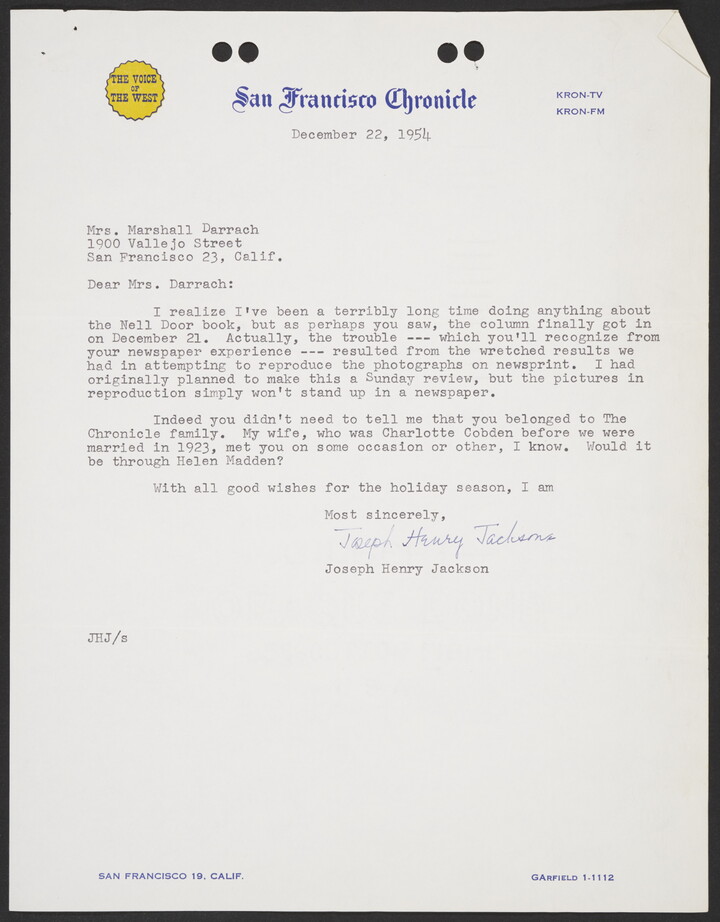 THE VOICE
OF
THE WEST
San Francisco Chronicle
KRON-TV
KRON-FM
December 22, 1954
Mrs. Marshall Darrach
1900 Vallejo Street
San Francisco 23, Calif.
Dear Mrs. Darrach:
I realize I've been a terribly long time doing anything about
the Nell Door book, but as perhaps you saw, the column finally got in
on December 21. Actually, the trouble --- which you'll recognize from
your newspaper experience --- resulted from the wretched results we
had in attempting to reproduce the photographs on newsprint. I had
originally planned to make this a Sunday review, but the pictures in
reproduction simply won't stand up in a newspaper.
Indeed you didn't need to tell me that you belonged to The
Chronicle family. My wife, who was Charlotte Cobden before we were
married in 1923, met you on some occasion or other, I know. Would it
be through Helen Madden?
With all good wishes for the holiday season, I am
Most sincerely,
Joseph Henry Jackson
Joseph Henry Jackson
JHJ/s
SAN FRANCISCO 19, CALIF.
GARFIELD 1-1112